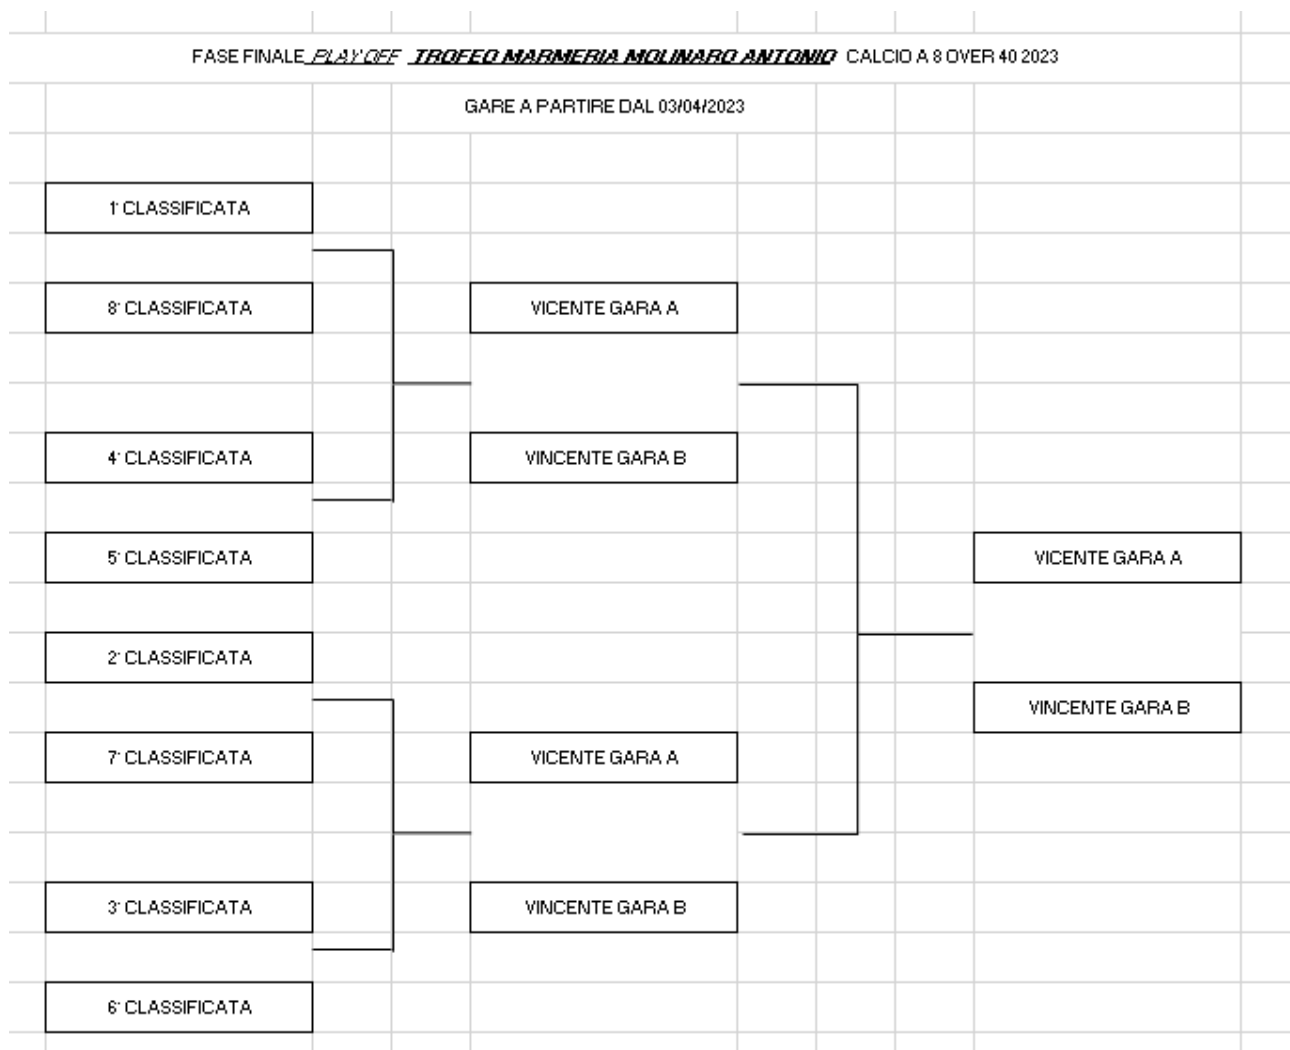 FASE FINALE PLAY OFF TROFEO MARMERIA MOLINARO ANTONIO CALCIO A 8 OVER 40 2023
GARE A PARTIRE DAL 03/04/2023
1° CLASSIFICATA
8° CLASSIFICATA
VICENTE GARA A
4° CLASSIFICATA
VINCENTE GARA B
5° CLASSIFICATA
VICENTE GARA A
2° CLASSIFICATA
VINCENTE GARA B
7° CLASSIFICATA
VICENTE GARA A
3° CLASSIFICATA
VINCENTE GARA B
6° CLASSIFICATA